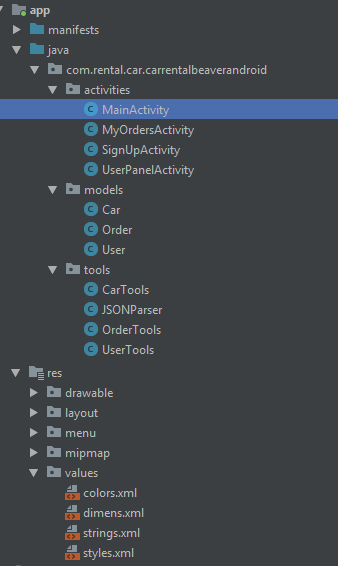 app
manifests
java
com.rental.car.carrentalbeaverandroid
activities
C MainActivity
C MyOrdersActivity
C SignUpActivity
C UserPanelActivity
models
C Car
C Order
C User
tools
C CarTools
C JSONParser
C OrderTools
C UserTools
res
drawable
layout
menu
mipmap
values
colors.xml
dimens.xml
strings.xml
styles.xml